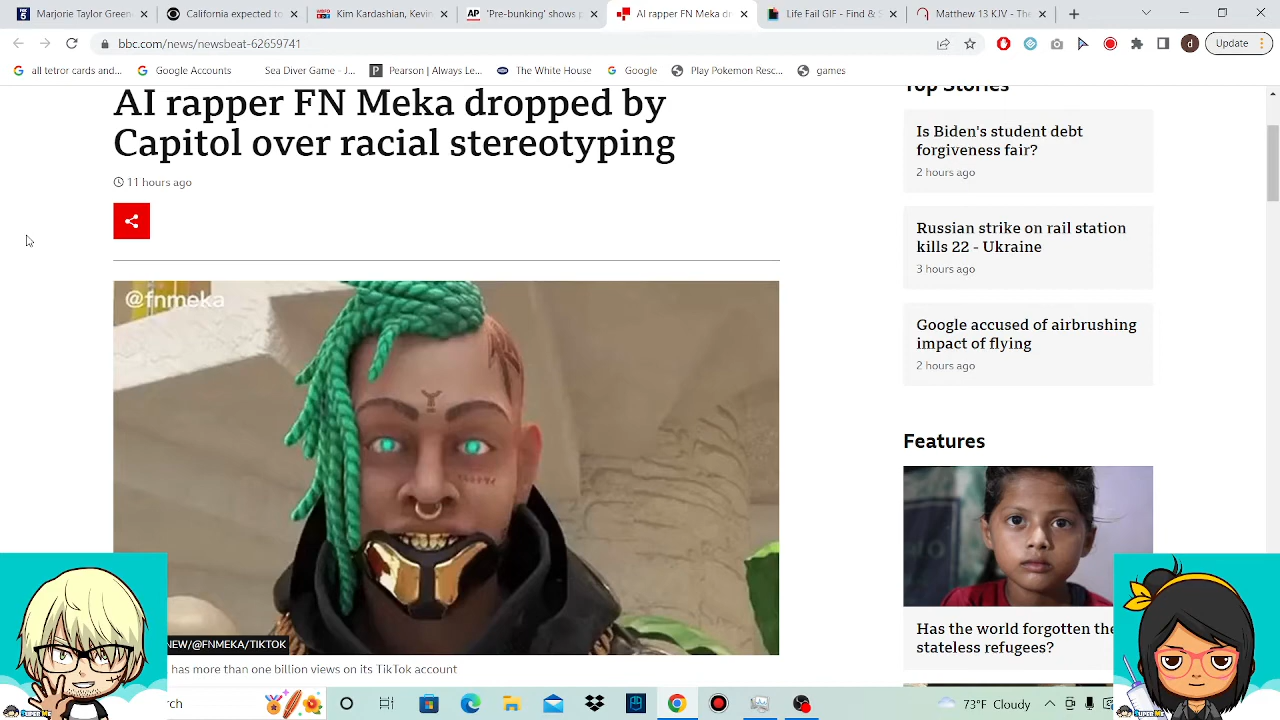 Marjorie Taylor Green
California expected to
Kim Kardashian, Kevin
'Pre-bunking' shows p
AI rapper FN Meka dr
Life Fail GIF - Find & S
Matthew 13 KJV - The
bbc.com/news/newsbeat-62659741
d
Update
all tetror cards and...
Google Accounts
Sea Diver Game - J...
Pearson | Always Le...
The White House
Google
Play Pokemon Resc...
games
AI rapper FN Meka dropped by
Capitol over racial stereotyping
11 hours ago
@fnmeka
NEW/@FNMEKA/TIKTOK
has more than one billion views on its TikTok account
Top Stories
Is Biden's student debt
forgiveness fair?
2 hours ago
Russian strike on rail station
kills 22 - Ukraine
3 hours ago
Google accused of airbrushing
impact of flying
2 hours ago
Features
Has the world forgotten the
stateless refugees?
rch
73°F Cloudy
SUPER ME
SUPER ME